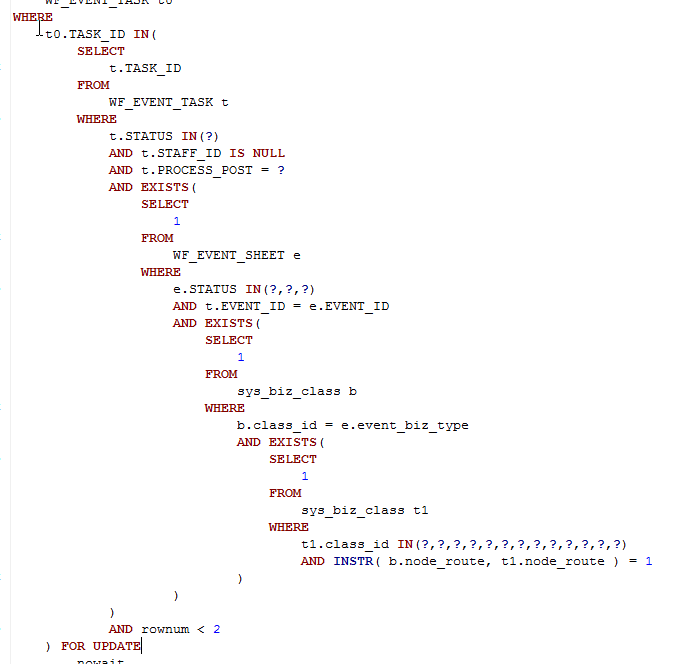 WF_EVENT_TASK t0
WHERE
t0.TASK_ID IN(
SELECT
t.TASK_ID
FROM
WF_EVENT_TASK t
WHERE
t.STATUS IN(?)
AND t.STAFF_ID IS NULL
AND t.PROCESS_POST = ?
AND EXISTS(
SELECT
1
FROM
WF_EVENT_SHEET e
WHERE
e.STATUS IN(?,?,?)
AND t.EVENT_ID = e.EVENT_ID
AND EXISTS(
SELECT
1
FROM
sys_biz_class b
WHERE
b.class_id = e.event_biz_type
AND EXISTS(
SELECT
1
FROM
sys_biz_class t1
WHERE
t1.class_id IN(?,?,?,?,?,?,?,?,?,?,?,?,?)
AND INSTR( b.node_route, t1.node_route ) = 1
)
)
)
AND rownum < 2
) FOR UPDATE
nowait